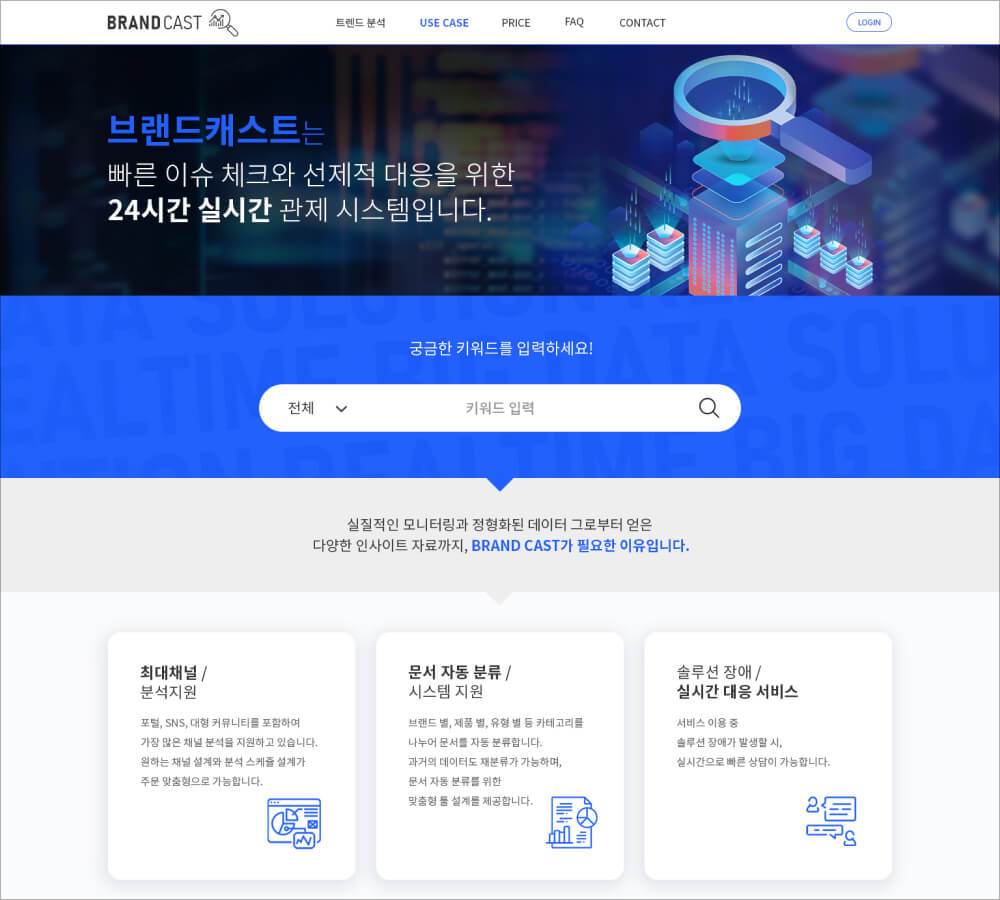 BRANDCAST
트렌드 분석
USE CASE
PRICE
FAQ
CONTACT
LOGIN
브랜드캐스트는
빠른 이슈 체크와 선제적 대응을 위한
24시간 실시간 관제 시스템입니다.
궁금한 키워드를 입력하세요!
전체
키워드 입력
실질적인 모니터링과 정형화된 데이터 그로부터 얻은
다양한 인사이트 자료까지, BRAND CAST가 필요한 이유입니다.
최대채널 /
분석지원
포털, SNS, 대형 커뮤니티를 포함하여
가장 많은 채널 분석을 지원하고 있습니다.
원하는 채널 설계와 분석 스케쥴 설계가
주문 맞춤형으로 가능합니다.
문서 자동 분류 /
시스템 지원
브랜드 별, 제품 별, 유형 별 등 카테고리를
나누어 문서를 자동 분류합니다.
과거의 데이터도 재분류가 가능하며,
문서 자동 분류를 위한
맞춤형 툴 설계를 제공합니다.
솔루션 장애 /
실시간 대응 서비스
서비스 이용 중
솔루션 장애가 발생할 시,
실시간으로 빠른 상담이 가능합니다.